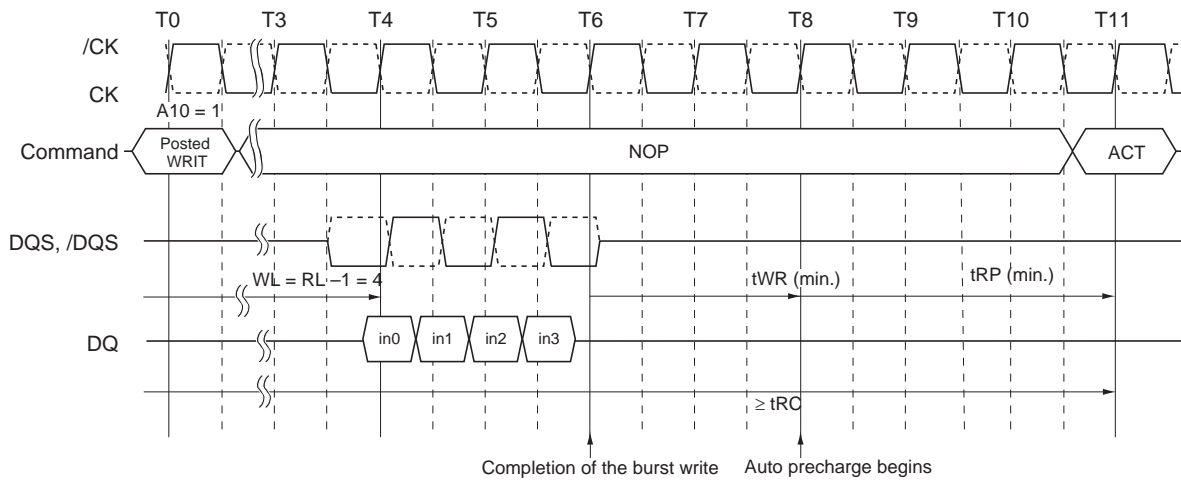 T0 T3 T4 T5 T6 T7 T8 T9 T10 T11
/CK
CK
A10 = 1
Command
Posted
WRIT
NOP
ACT
DQS, /DQS
WL = RL –1 = 4
tWR (min.)
tRP (min.)
DQ
in0 in1 in2 in3
≥ tRC
Completion of the burst write
Auto precharge begins